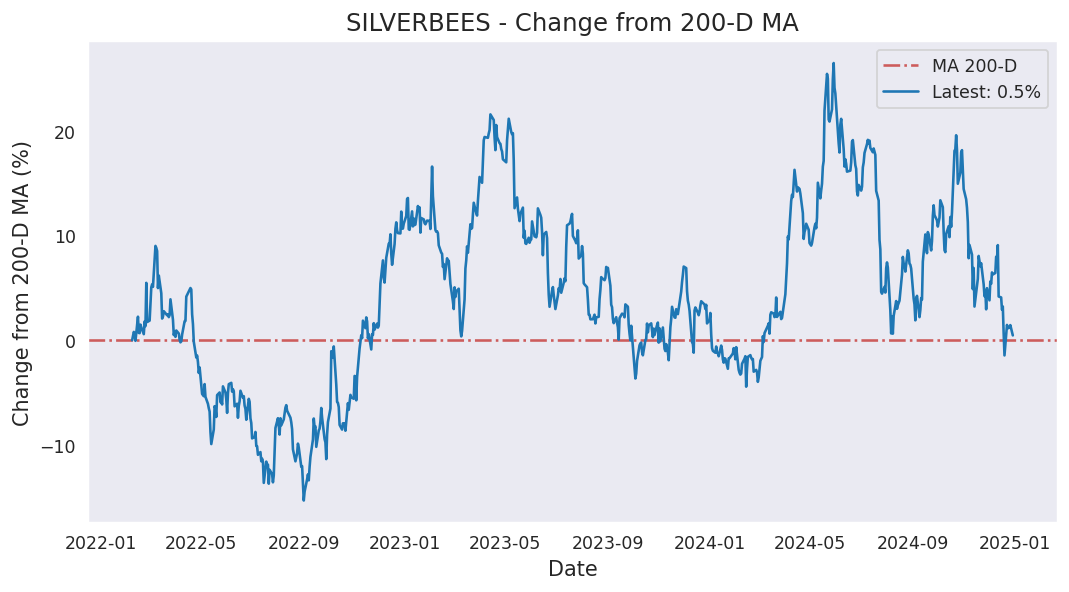 SILVERBEES - Change from 200-D MA
MA 200-D
Latest: 0.5%
Change from 200-D MA (%)
20
10
0
−10
2022-01 2022-05 2022-09 2023-01 2023-05 2023-09 2024-01 2024-05 2024-09 2025-01
Date